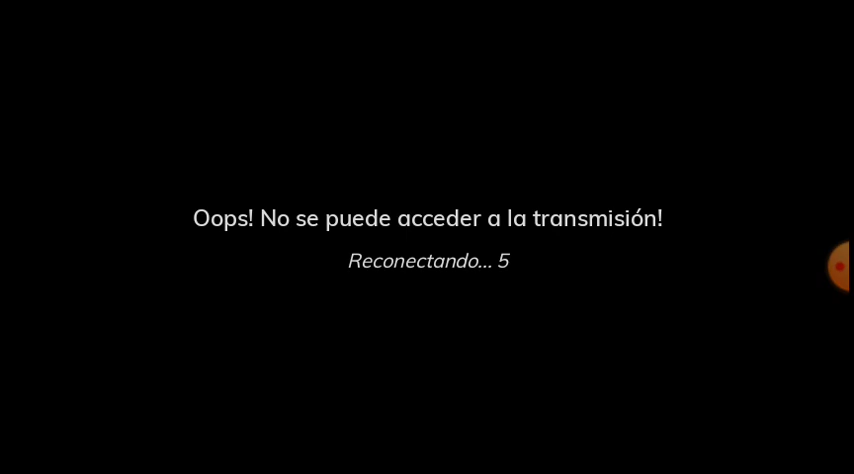 Oops! No se puede acceder a la transmisión!
Reconectando... 5